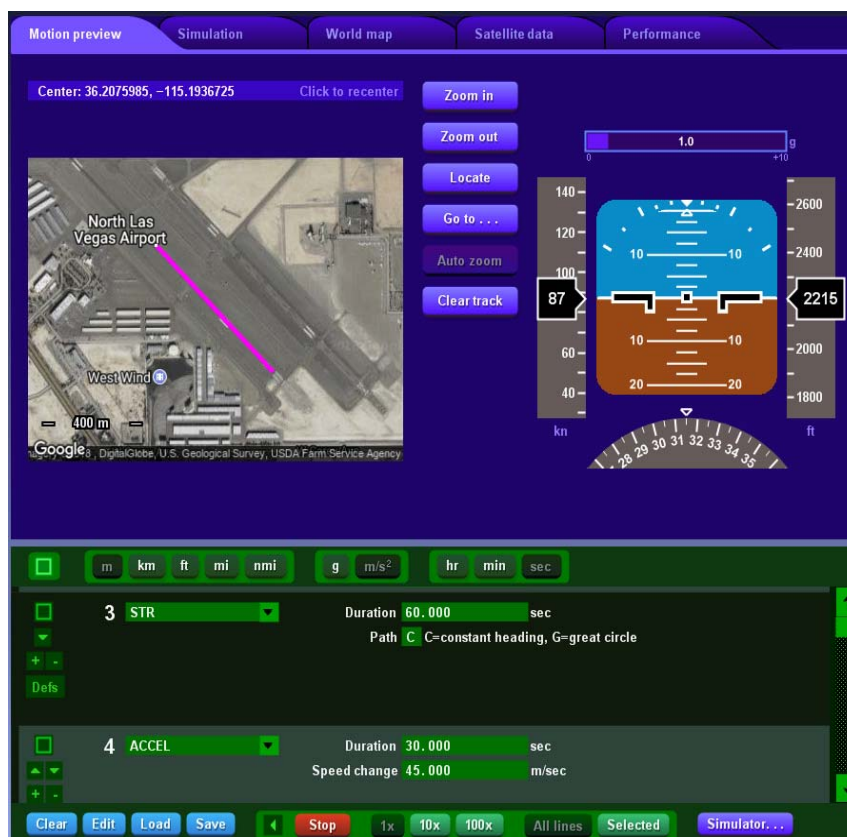 Motion preview
Simulation
World map
Satellite data
Performance
Center: 36.2075985, −115.1936725 Click to recenter
Zoom in
Zoom out
Locate
Go to . . .
Auto zoom
Clear track
1.0 g
0 +10
North Las
Vegas Airport
West Wind
400 m
Google
, DigitalGlobe, U.S. Geological Survey, USDA Farm Service Agency
140
120
100
87
60
40
kn
10 10
10 10
20 20
2600
2400
2215
2000
1800
ft
28 29 30 31 32 33 34 35
m km ft mi nmi g m/s² hr min sec
3 STR Duration 60.000 sec
Path C C=constant heading, G=great circle
+ -
Defs
4 ACCEL Duration 30.000 sec
Speed change 45.000 m/sec
+ -
Clear Edit Load Save Stop 1x 10x 100x All lines Selected Simulator. . .